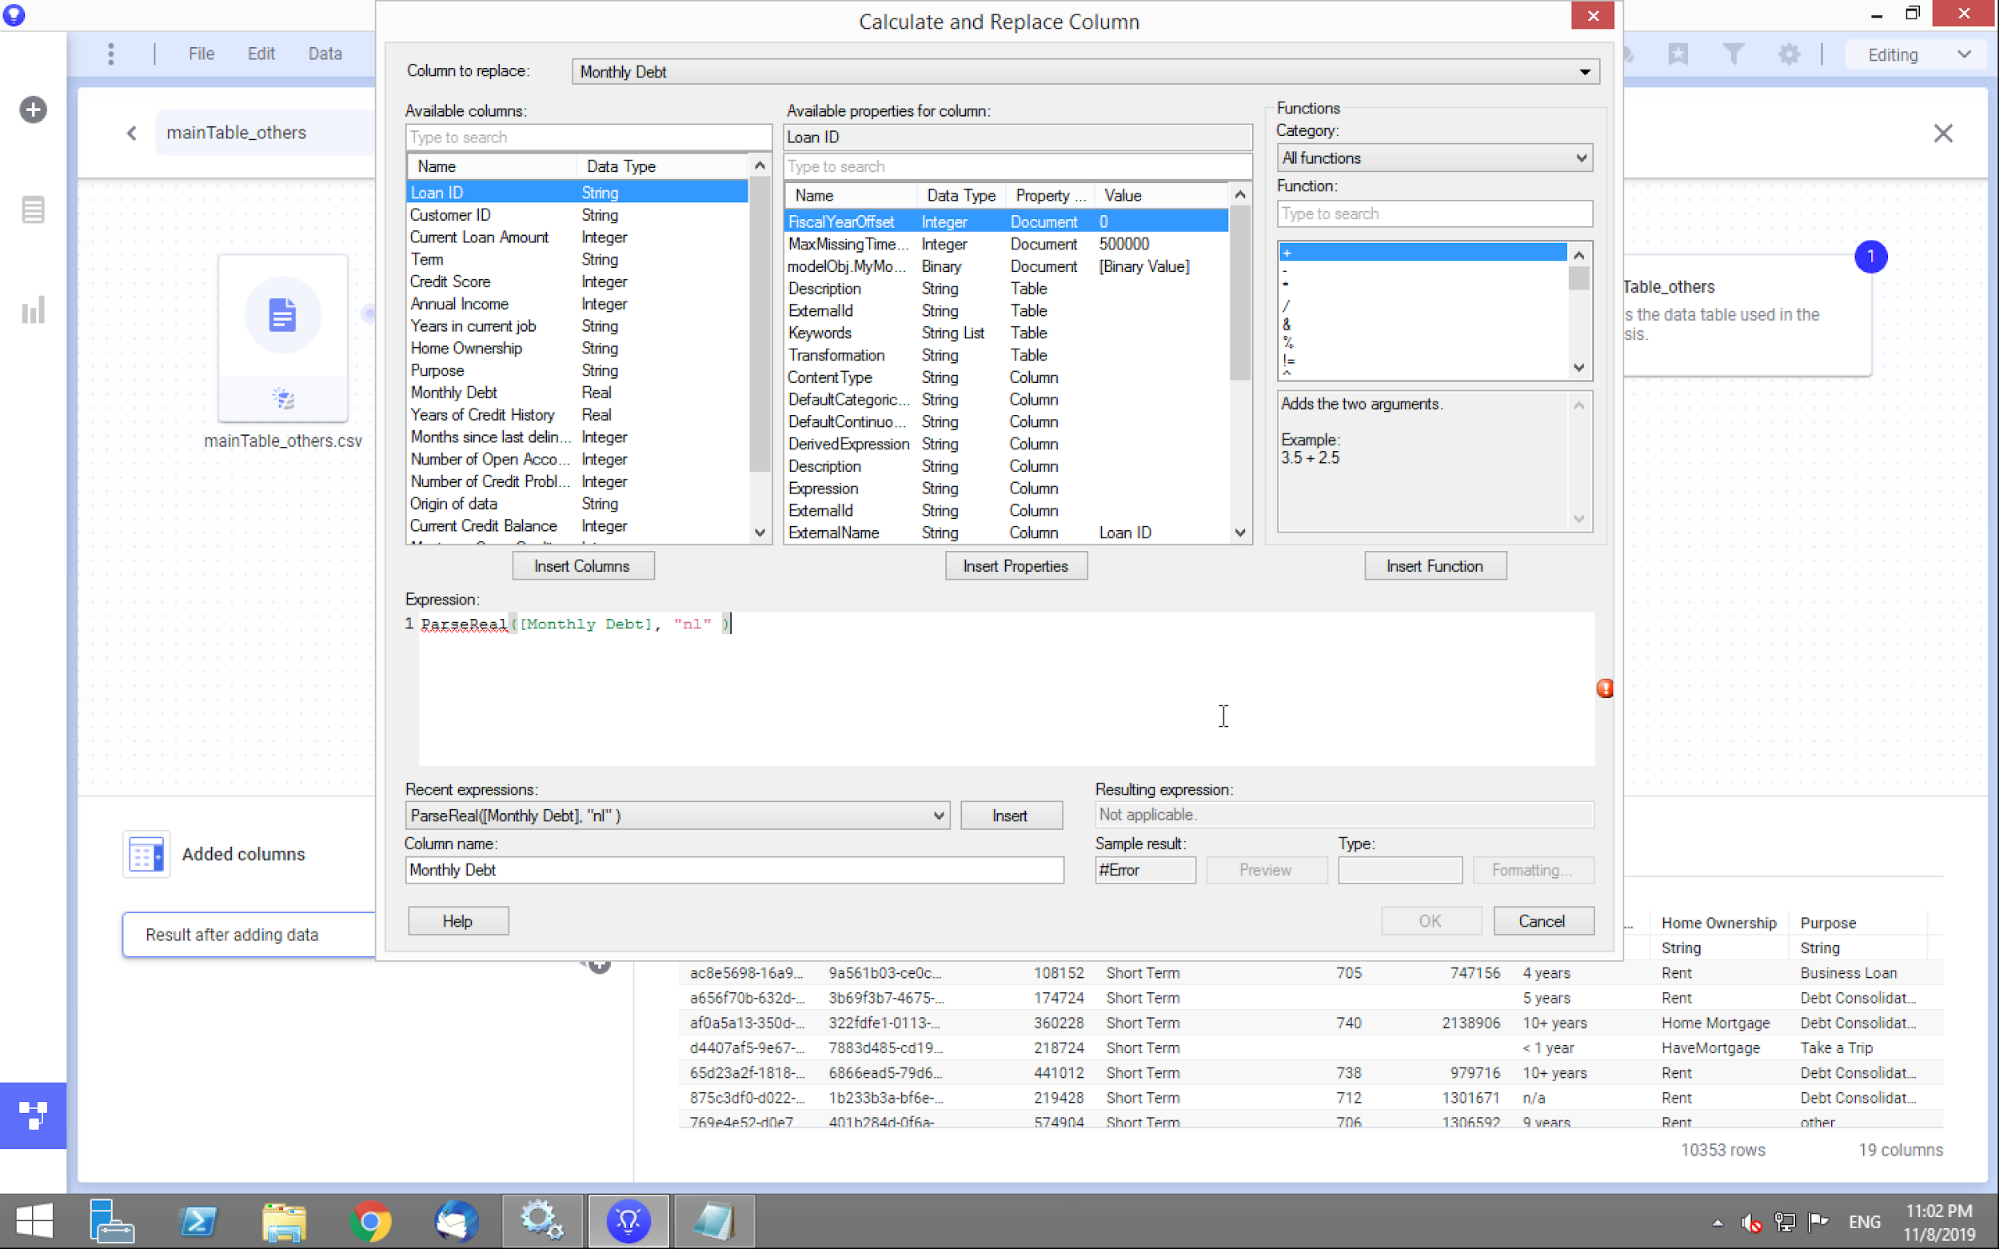 Calculate and Replace Column
File Edit Data
Editing
mainTable_others
mainTable_others.csv
Column to replace:
Monthly Debt
Available columns:
Type to search
Name Data Type
Loan ID String
Customer ID String
Current Loan Amount Integer
Term String
Credit Score Integer
Annual Income Integer
Years in current job String
Home Ownership String
Purpose String
Monthly Debt Real
Years of Credit History Real
Months since last delin... Integer
Number of Open Acco... Integer
Number of Credit Probl... Integer
Origin of data String
Current Credit Balance Integer
Insert Columns
Available properties for column:
Loan ID
Type to search
Name Data Type Property ... Value
FiscalYearOffset Integer Document 0
MaxMissingTime... Integer Document 500000
modelObj.MyMo... Binary Document [Binary Value]
Description String Table
ExternalId String Table
Keywords String List Table
Transformation String Table
ContentType String Column
DefaultCategoric... String Column
DefaultContinuo... String Column
DerivedExpression String Column
Description String Column
Expression String Column
ExternalId String Column
ExternalName String Column Loan ID
Insert Properties
Functions
Category:
All functions
Function:
Type to search
+
-
*
/
&
%
!=
^
Adds the two arguments.
Example:
3.5 + 2.5
Insert Function
Expression:
1 ParseReal([Monthly Debt], "nl" )
Recent expressions:
ParseReal([Monthly Debt], "nl" )
Insert
Column name:
Monthly Debt
Resulting expression:
Not applicable.
Sample result:
#Error
Preview
Type:
Formatting...
Help
OK
Cancel
1
Table_others
s the data table used in the
sis.
Added columns
Result after adding data
... Home Ownership Purpose
String String
ac8e5698-16a9... 9a561b03-ce0c... 108152 Short Term 705 747156 4 years Rent Business Loan
a656f70b-632d-... 3b69f3b7-4675-... 174724 Short Term 5 years Rent Debt Consolidat...
af0a5a13-350d-... 322fdfe1-0113-... 360228 Short Term 740 2138906 10+ years Home Mortgage Debt Consolidat...
d4407af5-9e67-... 7883d485-cd19... 218724 Short Term < 1 year HaveMortgage Take a Trip
65d23a2f-1818-... 6866ead5-79d6... 441012 Short Term 738 979716 10+ years Rent Debt Consolidat...
875c3df0-d022-... 1b233b3a-bf6e-... 219428 Short Term 712 1301671 n/a Rent Debt Consolidat...
769e4e52-d0e7 401b284d-0f6a- 574904 Short Term 706 1306592 9 years Rent other
10353 rows 19 columns
ENG
11:02 PM
11/8/2019